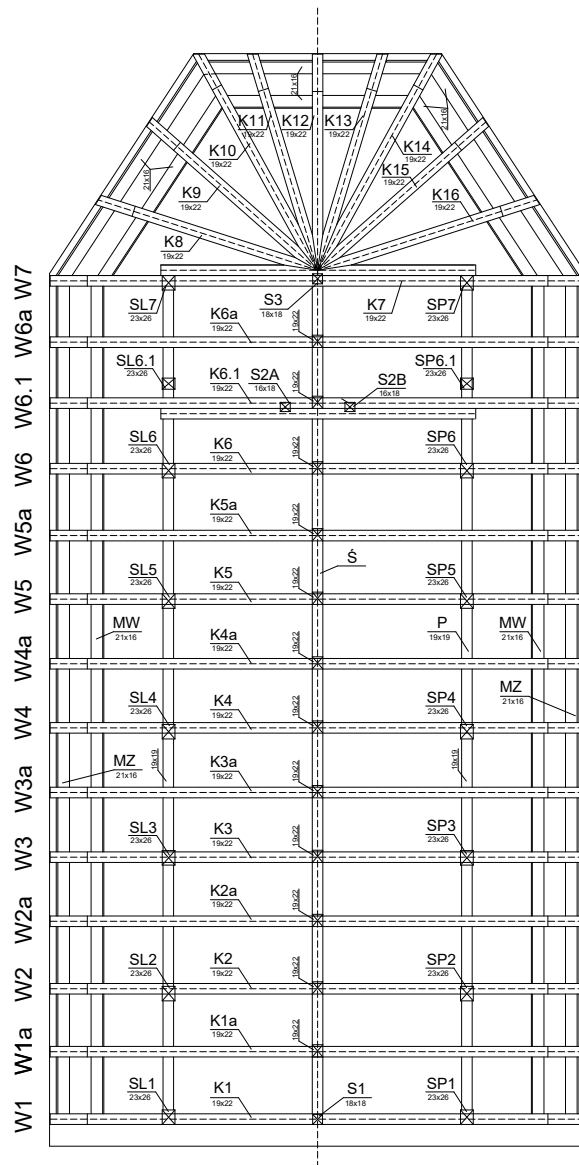 21x16
K11 K12 K13
19x22 19x22 19x22
21x16
K10
19x22
K14
19x22
21x16
K9
19x22
K15
19x22
K16
19x22
K8
19x22
W7
SL7
23x26
S3
18x18
K7
19x22
SP7
23x26
W6a
K6a
19x22
19x22
W6.1
SL6.1
23x26
K6.1
19x22
S2A
16x18
19x22
S2B
16x18
SP6.1
23x26
W6
SL6
23x26
K6
19x22
19x22
SP6
23x26
W5a
K5a
19x22
19x22
Ś
W5
SL5
23x26
K5
19x22
19x22
SP5
23x26
W4a
MW
21x16
K4a
19x22
19x22
P
19x19
MW
21x16
W4
SL4
23x26
K4
19x22
19x22
SP4
23x26
MZ
21x16
W3a
MZ
21x16
19x19
K3a
19x22
19x22
19x19
W3
SL3
23x26
K3
19x22
19x22
SP3
23x26
W2a
K2a
19x22
19x22
W2
SL2
23x26
K2
19x22
19x22
SP2
23x26
W1a
K1a
19x22
19x22
W1
SL1
23x26
K1
19x22
S1
18x18
SP1
23x26